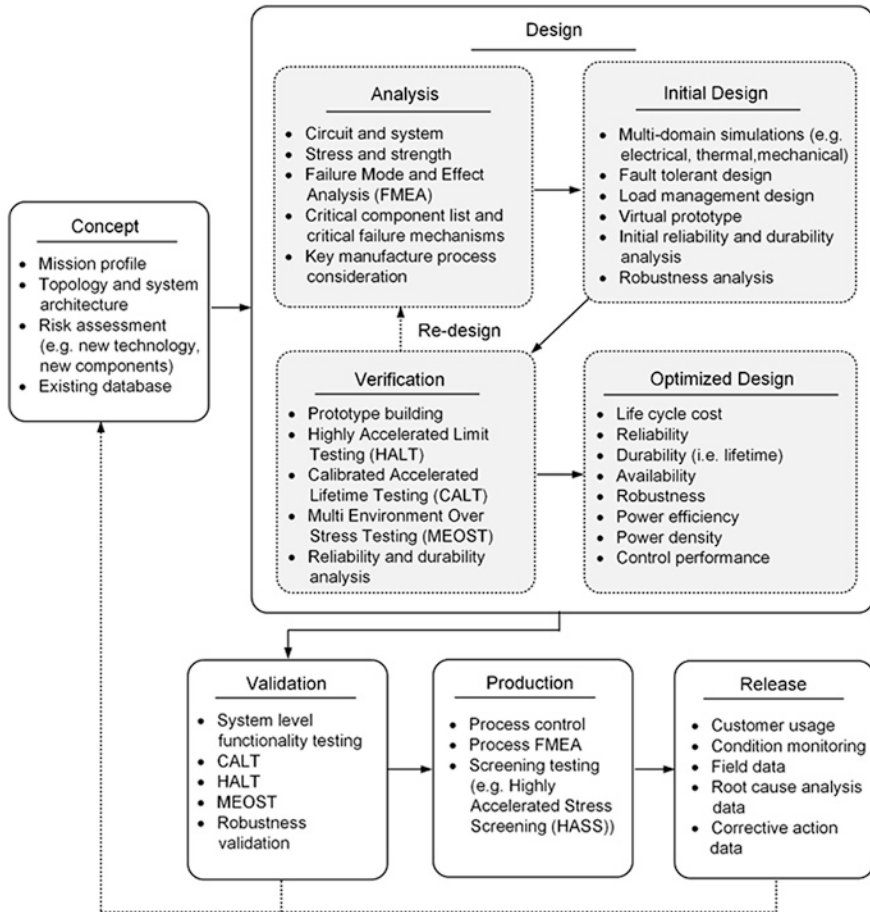 Design
Analysis
• Circuit and system
• Stress and strength
• Failure Mode and Effect
Analysis (FMEA)
• Critical component list and
critical failure mechanisms
• Key manufacture process
consideration
Initial Design
• Multi-domain simulations (e.g.
electrical, thermal,mechanical)
• Fault tolerant design
• Load management design
• Virtual prototype
• Initial reliability and durability
analysis
• Robustness analysis
Concept
• Mission profile
• Topology and system
architecture
• Risk assessment
(e.g. new technology,
new components)
• Existing database
Re-design
Verification
• Prototype building
• Highly Accelerated Limit
Testing (HALT)
• Calibrated Accelerated
Lifetime Testing (CALT)
• Multi Environment Over
Stress Testing (MEOST)
• Reliability and durability
analysis
Optimized Design
• Life cycle cost
• Reliability
• Durability (i.e. lifetime)
• Availability
• Robustness
• Power efficiency
• Power density
• Control performance
Validation
• System level
functionality testing
• CALT
• HALT
• MEOST
• Robustness
validation
Production
• Process control
• Process FMEA
• Screening testing
(e.g. Highly
Accelerated Stress
Screening (HASS))
Release
• Customer usage
• Condition monitoring
• Field data
• Root cause analysis
data
• Corrective action
data